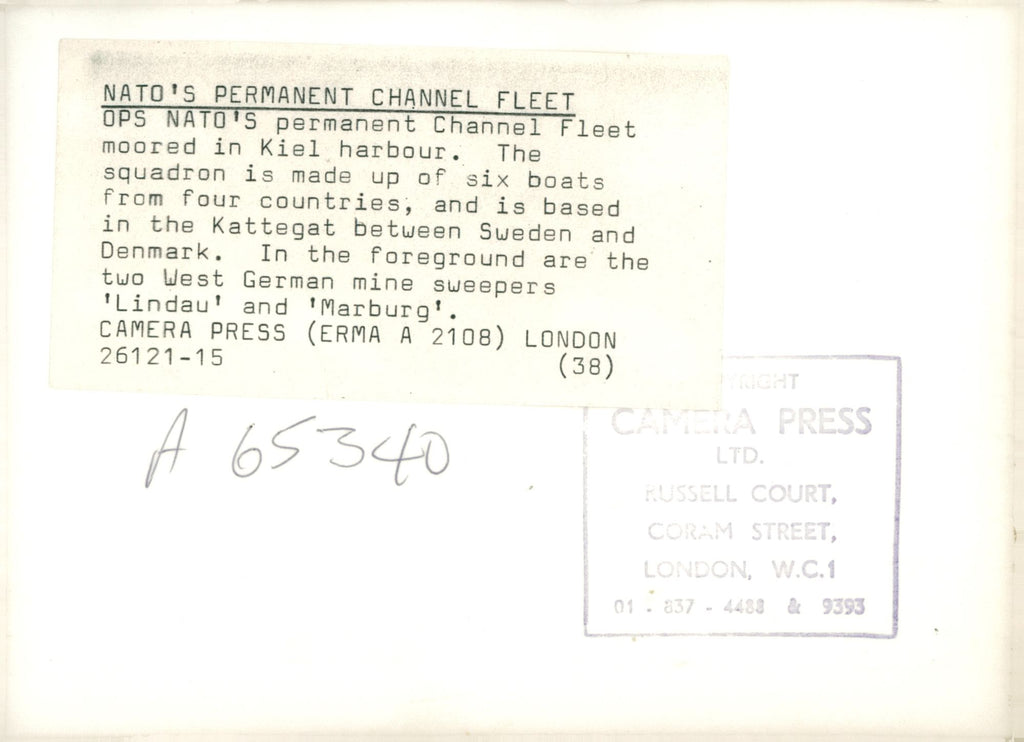 NATO'S PERMANENT CHANNEL FLEET
OPS NATO'S permanent Channel Fleet
moored in Kiel harbour. The
squadron is made up of six boats
from four countries, and is based
in the Kattegat between Sweden and
Denmark. In the foreground are the
two West German mine sweepers
'Lindau' and 'Marburg'.
CAMERA PRESS (ERMA A 2108) LONDON
26121-15 (38)
A 65340
YRIGHT
CAMERA PRESS
LTD.
RUSSELL COURT,
CORAM STREET,
LONDON, W.C.1
01 - 837 - 4488 & 9393